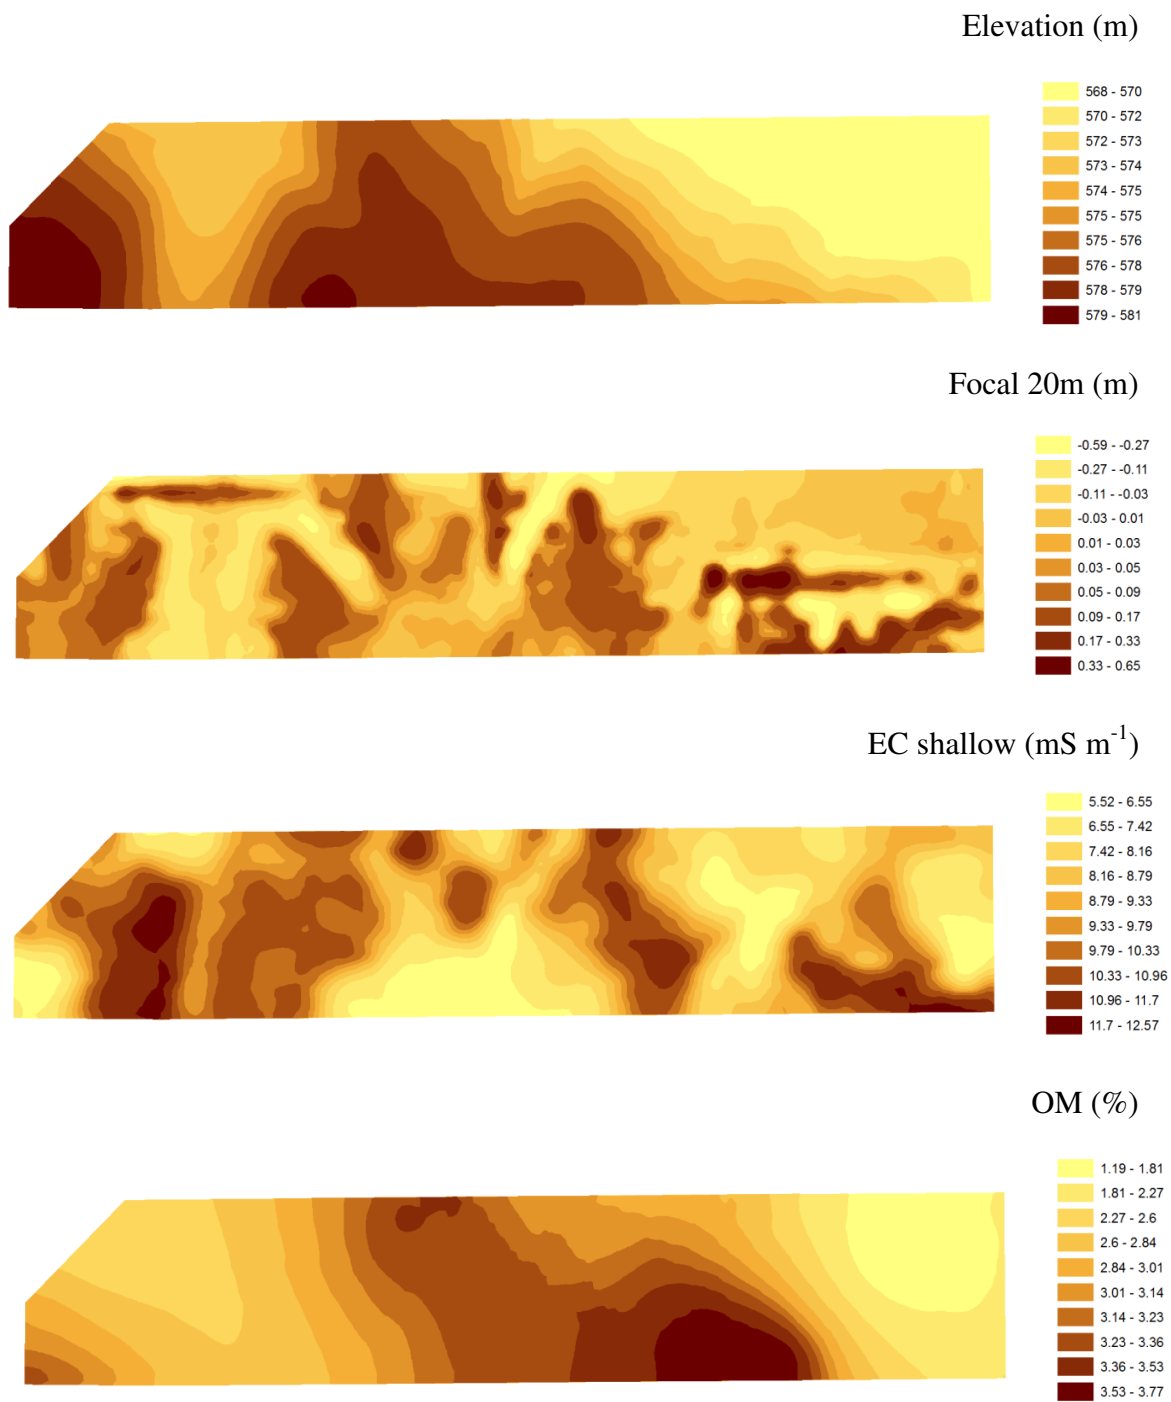 Elevation (m)
568 - 570
570 - 572
572 - 573
573 - 574
574 - 575
575 - 575
575 - 576
576 - 578
578 - 579
579 - 581
Focal 20m (m)
-0.59 - -0.27
-0.27 - -0.11
-0.11 - -0.03
-0.03 - 0.01
0.01 - 0.03
0.03 - 0.05
0.05 - 0.09
0.09 - 0.17
0.17 - 0.33
0.33 - 0.65
EC shallow (mS m⁻¹)
5.52 - 6.55
6.55 - 7.42
7.42 - 8.16
8.16 - 8.79
8.79 - 9.33
9.33 - 9.79
9.79 - 10.33
10.33 - 10.96
10.96 - 11.7
11.7 - 12.57
OM (%)
1.19 - 1.81
1.81 - 2.27
2.27 - 2.6
2.6 - 2.84
2.84 - 3.01
3.01 - 3.14
3.14 - 3.23
3.23 - 3.36
3.36 - 3.53
3.53 - 3.77